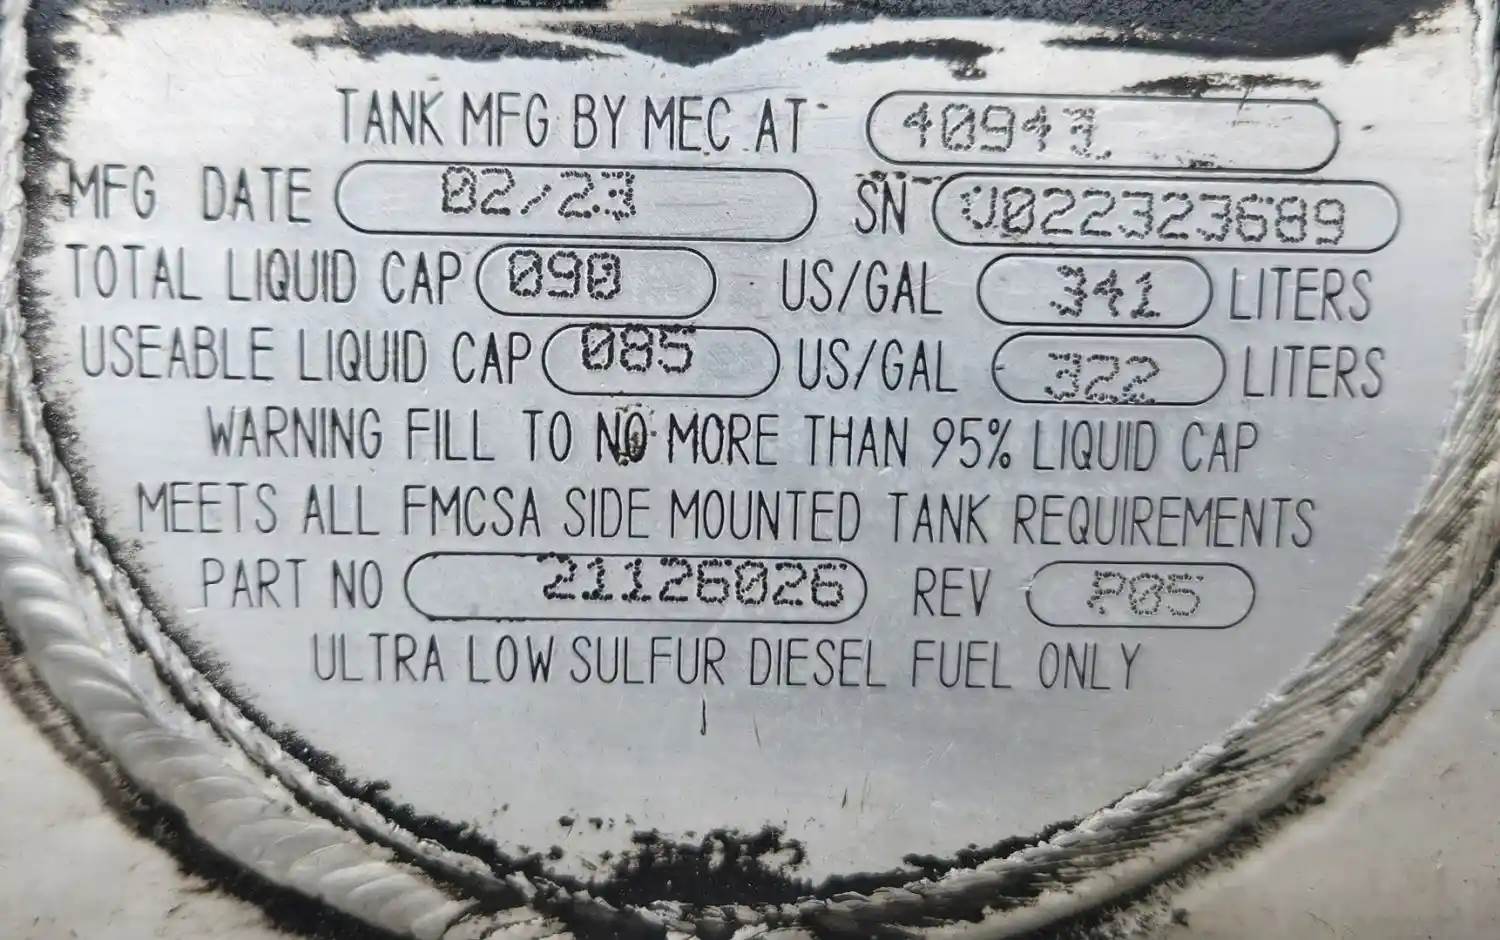 TANK MFG BY MEC AT 40943
MFG DATE 02/23 SN V022323689
TOTAL LIQUID CAP 090 US/GAL 341 LITERS
USEABLE LIQUID CAP 085 US/GAL 322 LITERS
WARNING FILL TO NO MORE THAN 95% LIQUID CAP
MEETS ALL FMCSA SIDE MOUNTED TANK REQUIREMENTS
PART NO 21126026 REV P05
ULTRA LOW SULFUR DIESEL FUEL ONLY